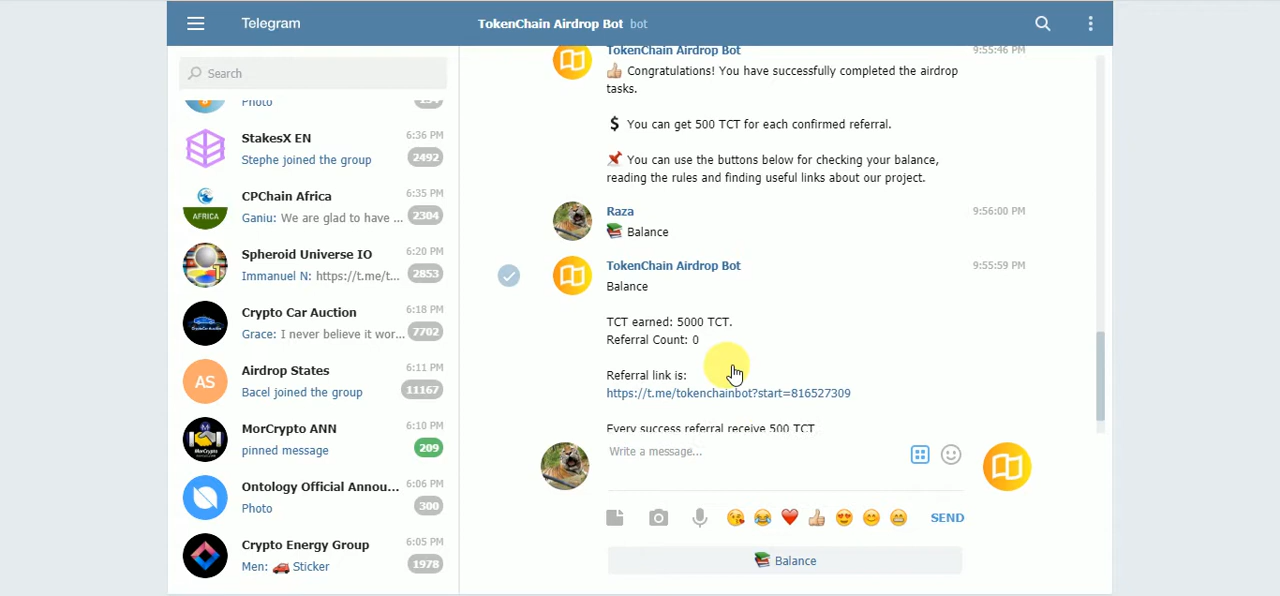 Telegram
TokenChain Airdrop Bot bot
Search
Photo
StakesX EN 6:36 PM
Stephe joined the group 2492
CPChain Africa 6:35 PM
Ganiu: We are glad to have ... 2304
AFRICA
Spheroid Universe IO 6:20 PM
Immanuel N: https://t.me/t... 2853
Crypto Car Auction 6:18 PM
Grace: I never believe it wor... 7702
Airdrop States 6:11 PM
AS
Bacel joined the group 11167
MorCrypto ANN 6:10 PM
pinned message 209
Ontology Official Annou... 6:06 PM
Photo 300
Crypto Energy Group 6:05 PM
Men: 🚗 Sticker 1978
TokenChain Airdrop Bot 9:55:46 PM
👍 Congratulations! You have successfully completed the airdrop
tasks.
$ You can get 500 TCT for each confirmed referral.
📌 You can use the buttons below for checking your balance,
reading the rules and finding useful links about our project.
Raza 9:56:00 PM
📚 Balance
TokenChain Airdrop Bot 9:55:59 PM
Balance
TCT earned: 5000 TCT.
Referral Count: 0
Referral link is:
https://t.me/tokenchainbot?start=816527309
Every success referral receive 500 TCT.
Write a message...
SEND
📚 Balance